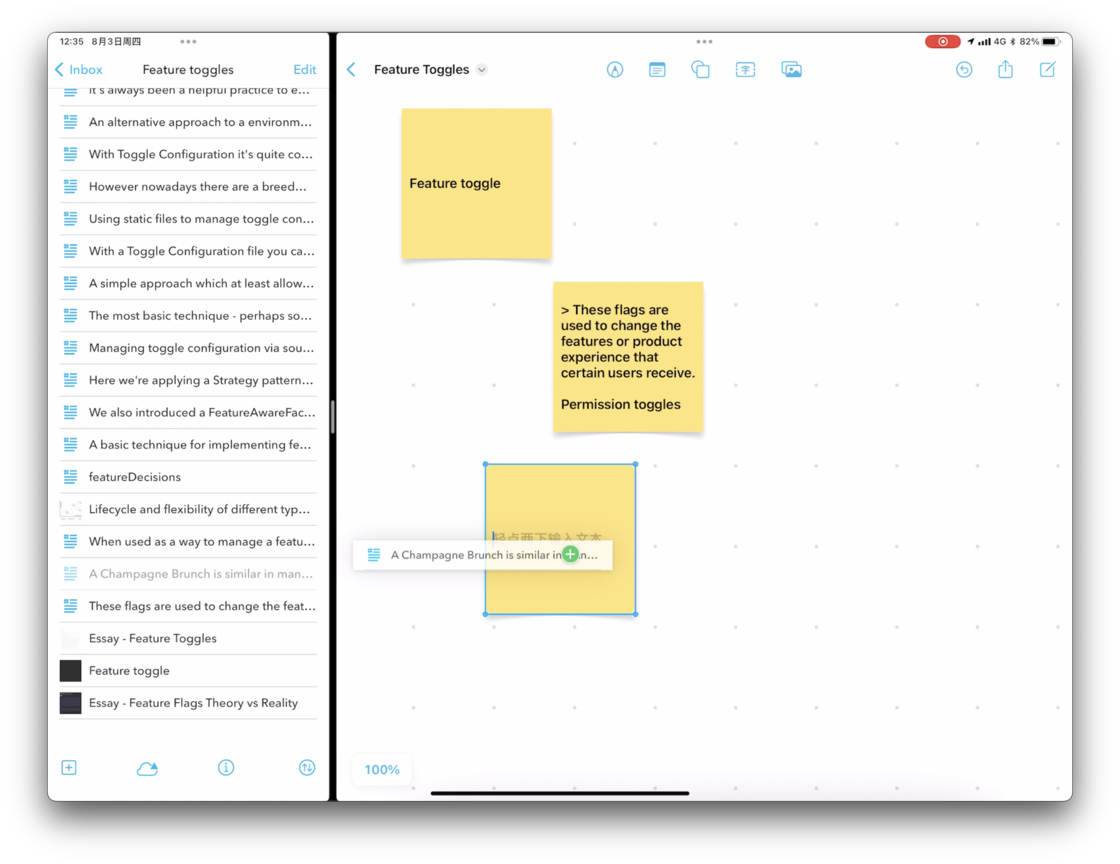 12:35 8月3日周四
4G 82%
Inbox
Feature toggles
Edit
It's always been a helpful practice to e...
An alternative approach to a environm...
With Toggle Configuration it's quite co...
However nowadays there are a breed...
Using static files to manage toggle con...
With a Toggle Configuration file you ca...
A simple approach which at least allow...
The most basic technique - perhaps so...
Managing toggle configuration via sou...
Here we're applying a Strategy pattern...
We also introduced a FeatureAwareFac...
A basic technique for implementing fe...
featureDecisions
Lifecycle and flexibility of different typ...
When used as a way to manage a featu...
A Champagne Brunch is similar in man...
These flags are used to change the feat...
Essay - Feature Toggles
Feature toggle
Essay - Feature Flags Theory vs Reality
Feature Toggles
字
Feature toggle
> These flags are
used to change the
features or product
experience that
certain users receive.
Permission toggles
轻点两下输入文本
A Champagne Brunch is similar in
100%